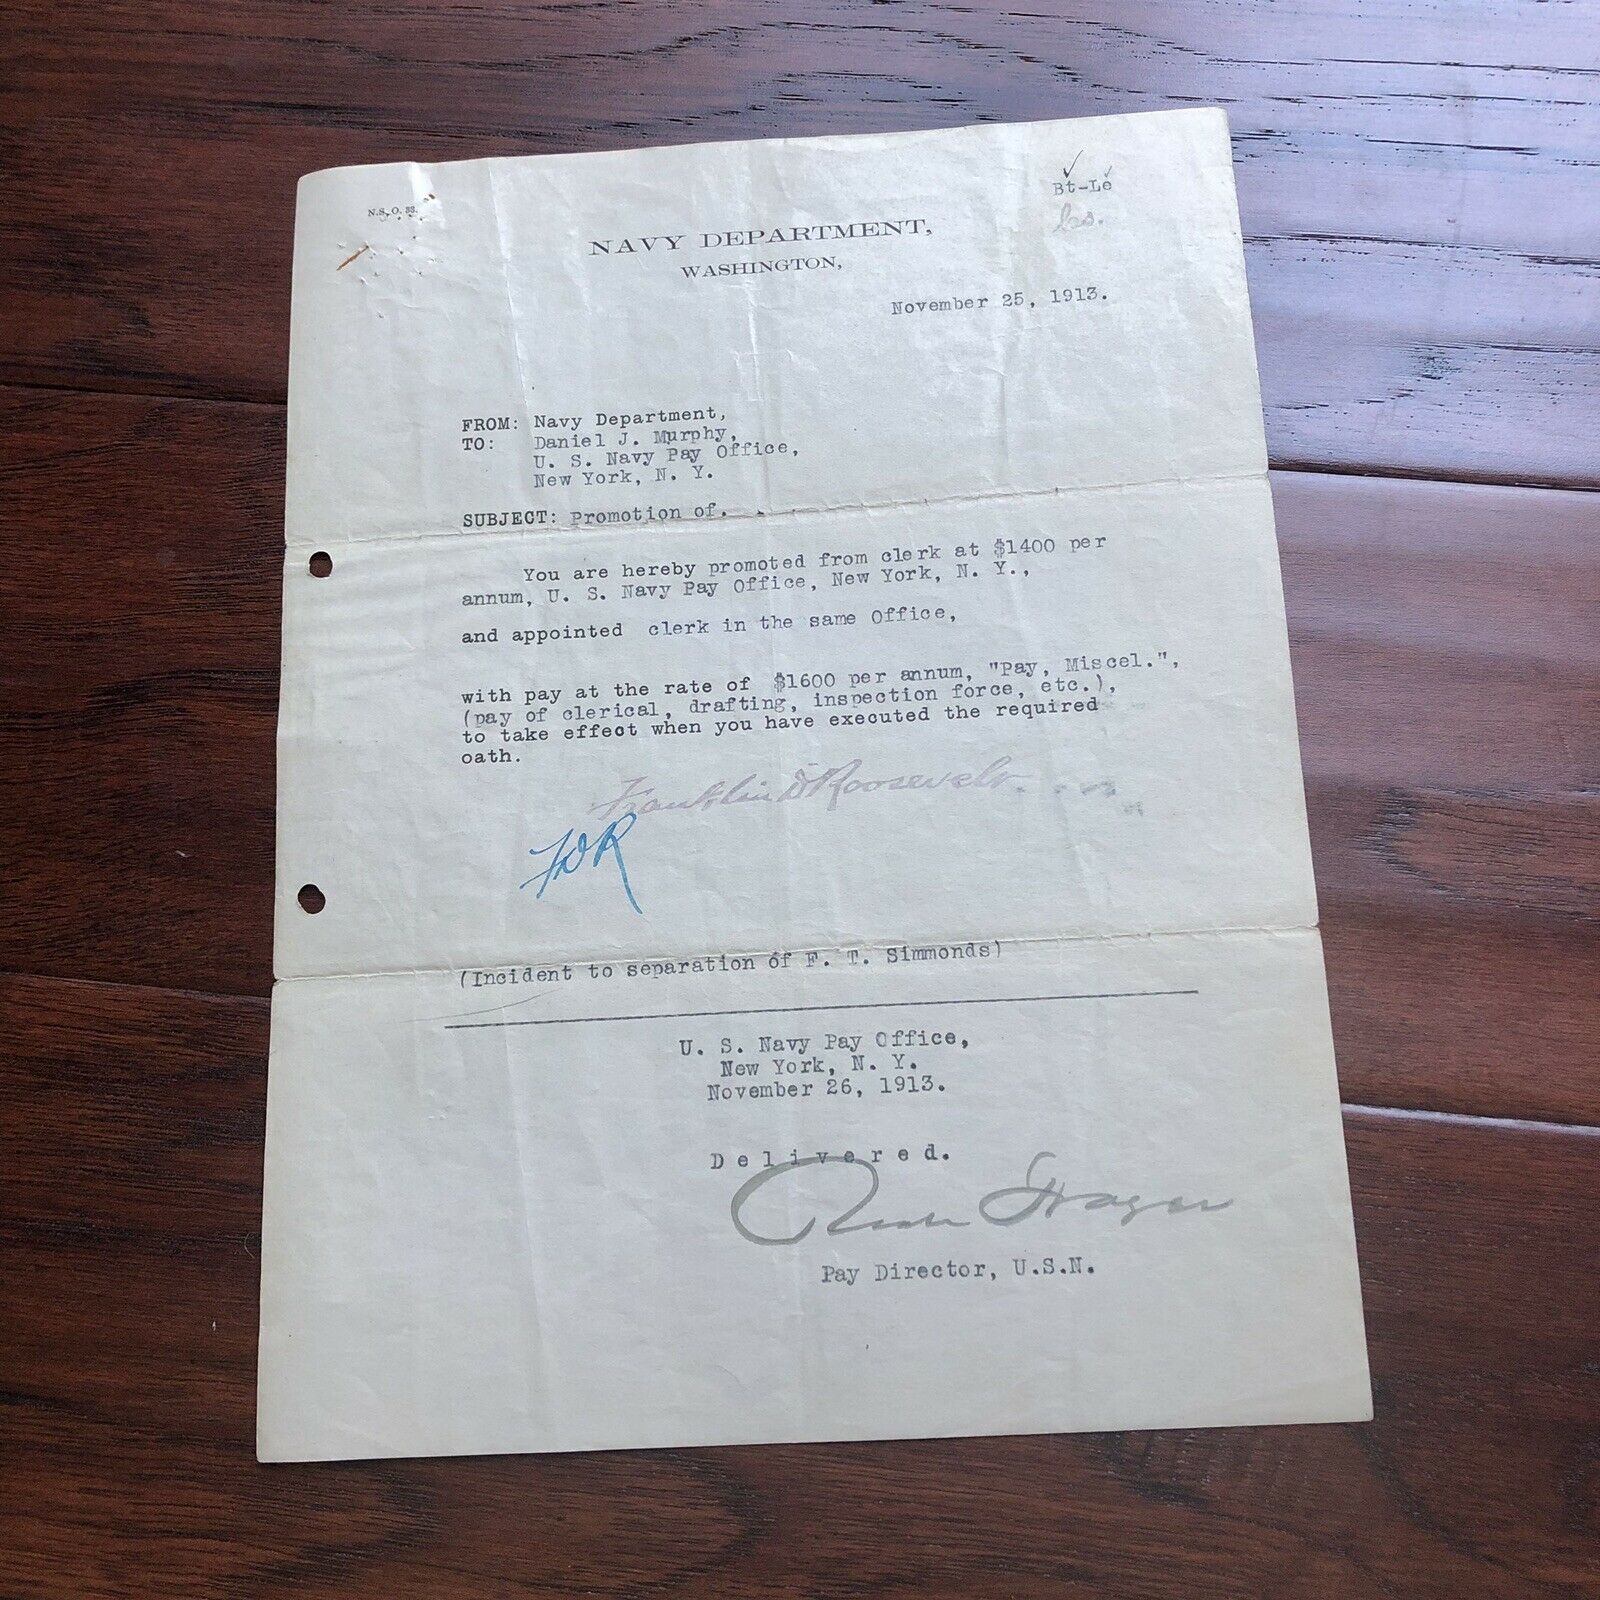 N.S.O. 33.
Bt-Le
NAVY DEPARTMENT,
WASHINGTON,
November 25, 1913.
FROM: Navy Department,
TO: Daniel J. Murphy,
U. S. Navy Pay Office,
New York, N. Y.
SUBJECT: Promotion of.
You are hereby promoted from clerk at $1400 per
annum, U. S. Navy Pay Office, New York, N. Y.,
and appointed clerk in the same Office,
with pay at the rate of $1600 per annum, "Pay, Miscel.",
(pay of clerical, drafting, inspection force, etc.),
to take effect when you have executed the required
oath.
Franklin D Roosevelt.
FDR
(Incident to separation of F. T. Simmonds)
U. S. Navy Pay Office,
New York, N. Y.
November 26, 1913.
Delivered.
Pay Director, U.S.N.